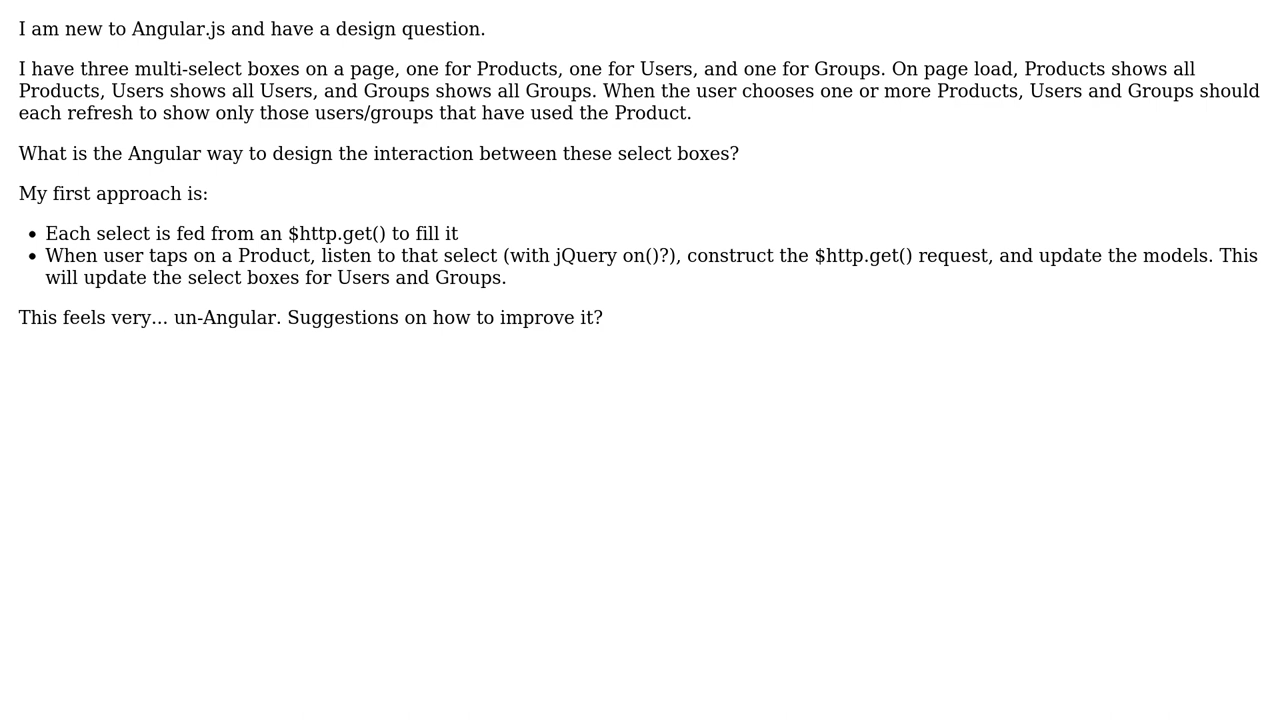 I am new to Angular.js and have a design question.
I have three multi-select boxes on a page, one for Products, one for Users, and one for Groups. On page load, Products shows all
Products, Users shows all Users, and Groups shows all Groups. When the user chooses one or more Products, Users and Groups should
each refresh to show only those users/groups that have used the Product.
What is the Angular way to design the interaction between these select boxes?
My first approach is:
• Each select is fed from an $http.get() to fill it
• When user taps on a Product, listen to that select (with jQuery on()?), construct the $http.get() request, and update the models. This
will update the select boxes for Users and Groups.
This feels very... un-Angular. Suggestions on how to improve it?